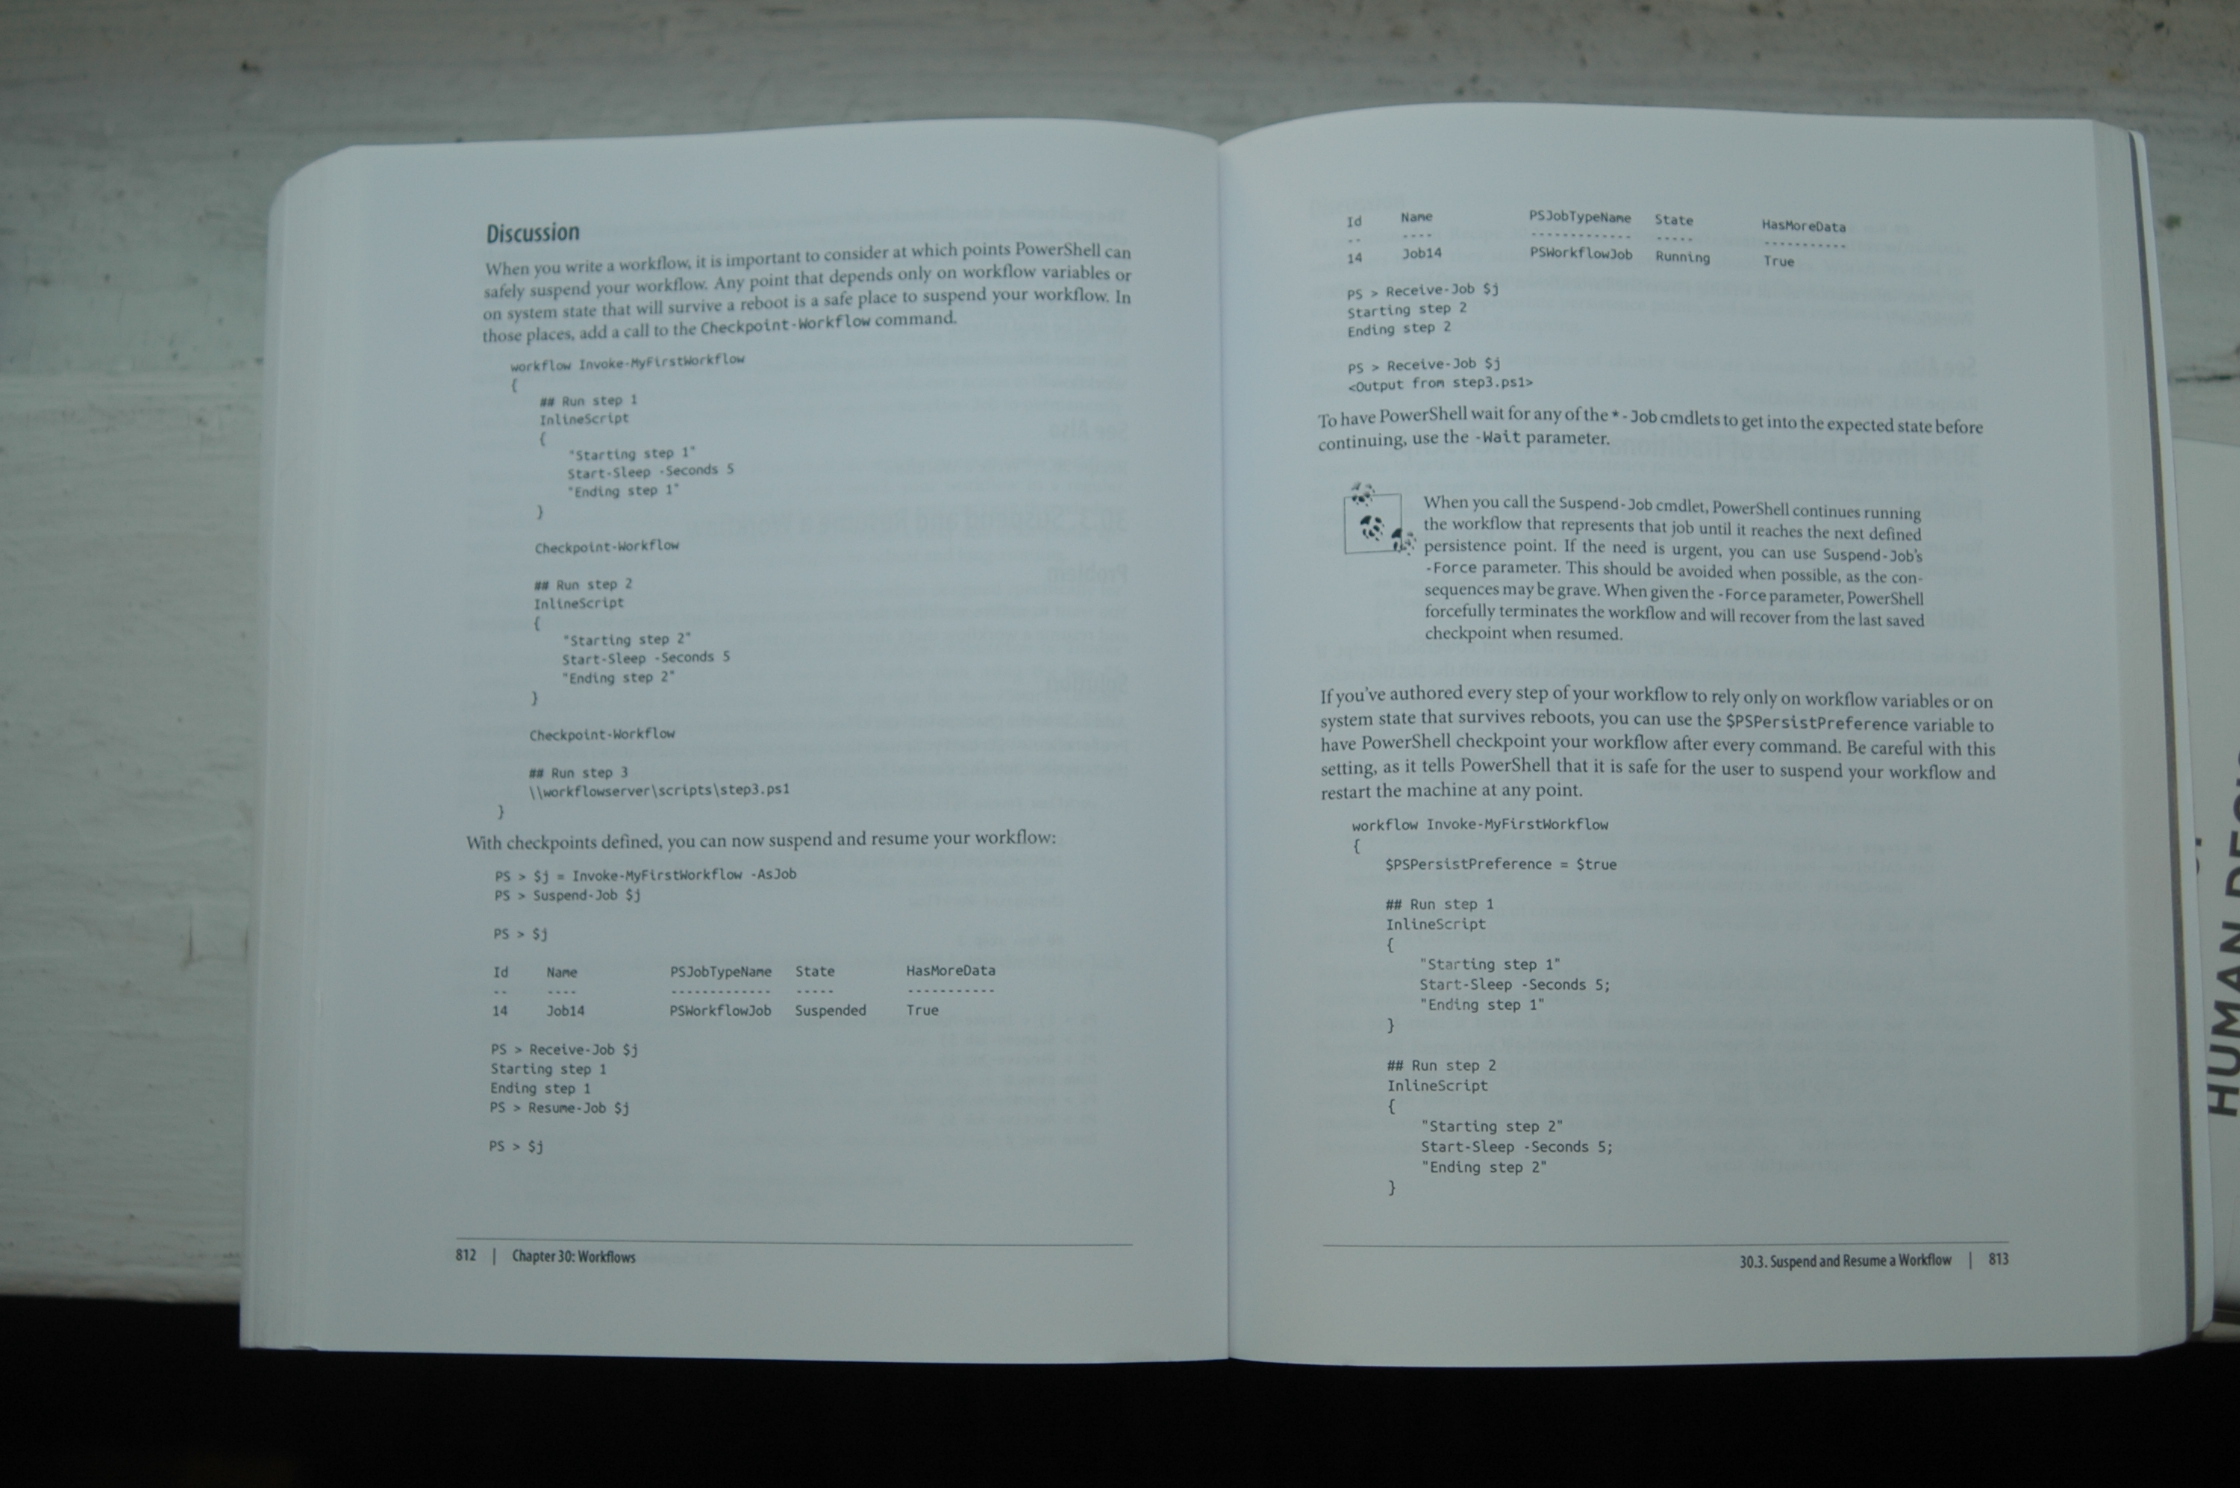 Discussion
When you write a workflow, it is important to consider at which points PowerShell can
safely suspend your workflow. Any point that depends only on workflow variables or
on system state that will survive a reboot is a safe place to suspend your workflow. In
those places, add a call to the Checkpoint-Workflow command.
workflow Invoke-MyFirstWorkflow
{
## Run step 1
InlineScript
{
"Starting step 1"
Start-Sleep -Seconds 5
"Ending step 1"
}
Checkpoint-Workflow
## Run step 2
InlineScript
{
"Starting step 2"
Start-Sleep -Seconds 5
"Ending step 2"
}
Checkpoint-Workflow
## Run step 3
\\workflowserver\scripts\step3.ps1
}
With checkpoints defined, you can now suspend and resume your workflow:
PS > $j = Invoke-MyFirstWorkflow -AsJob
PS > Suspend-Job $j
PS > $j
Id Name PSJobTypeName State HasMoreData
-- ---- ------------- ----- -----------
14 Job14 PSWorkflowJob Suspended True
PS > Receive-Job $j
Starting step 1
Ending step 1
PS > Resume-Job $j
PS > $j
812 | Chapter 30: Workflows
Id Name PSJobTypeName State HasMoreData
-- ---- ------------- ----- -----------
14 Job14 PSWorkflowJob Running True
PS > Receive-Job $j
Starting step 2
Ending step 2
PS > Receive-Job $j
<Output from step3.ps1>
To have PowerShell wait for any of the *-Job cmdlets to get into the expected state before
continuing, use the -Wait parameter.
When you call the Suspend-Job cmdlet, PowerShell continues running
the workflow that represents that job until it reaches the next defined
persistence point. If the need is urgent, you can use Suspend-Job's
-Force parameter. This should be avoided when possible, as the con-
sequences may be grave. When given the -Force parameter, PowerShell
forcefully terminates the workflow and will recover from the last saved
checkpoint when resumed.
If you've authored every step of your workflow to rely only on workflow variables or on
system state that survives reboots, you can use the $PSPersistPreference variable to
have PowerShell checkpoint your workflow after every command. Be careful with this
setting, as it tells PowerShell that it is safe for the user to suspend your workflow and
restart the machine at any point.
workflow Invoke-MyFirstWorkflow
{
$PSPersistPreference = $true
## Run step 1
InlineScript
{
"Starting step 1"
Start-Sleep -Seconds 5;
"Ending step 1"
}
## Run step 2
InlineScript
{
"Starting step 2"
Start-Sleep -Seconds 5;
"Ending step 2"
}
30.3. Suspend and Resume a Workflow | 813
HUMAN